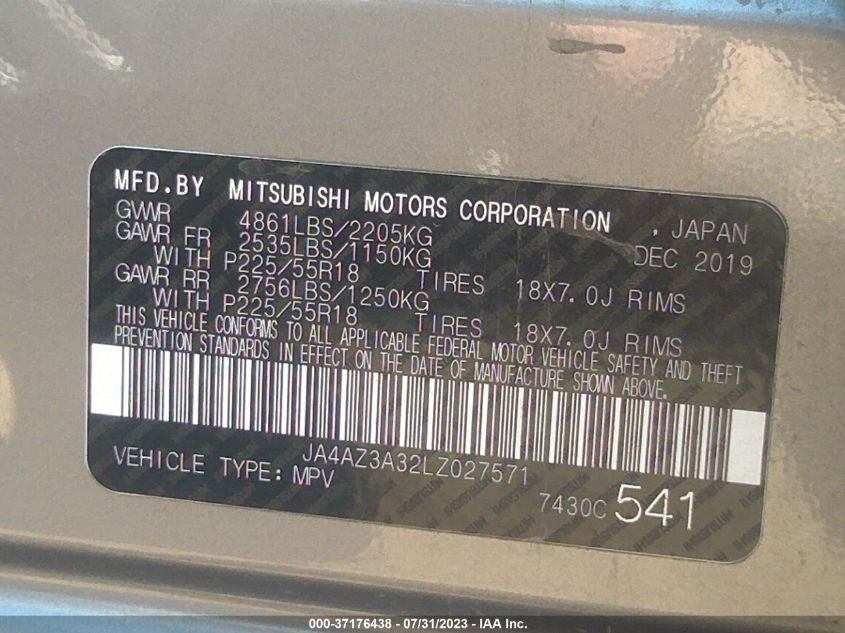 MFD.BY MITSUBISHI MOTORS CORPORATION , JAPAN
GVWR 4861LBS/2205KG DEC 2019
GAWR FR 2535LBS/1150KG
WITH P225/55R18 TIRES 18X7.0J RIMS
GAWR RR 2756LBS/1250KG
WITH P225/55R18 TIRES 18X7.0J RIMS
THIS VEHICLE CONFORMS TO ALL APPLICABLE FEDERAL MOTOR VEHICLE SAFETY AND THEFT
PREVENTION STANDARDS IN EFFECT ON THE DATE OF MANUFACTURE SHOWN ABOVE.
JA4AZ3A32LZ027571
VEHICLE TYPE: MPV
7430C 541
000-37176438 - 07/31/2023 - IAA Inc.